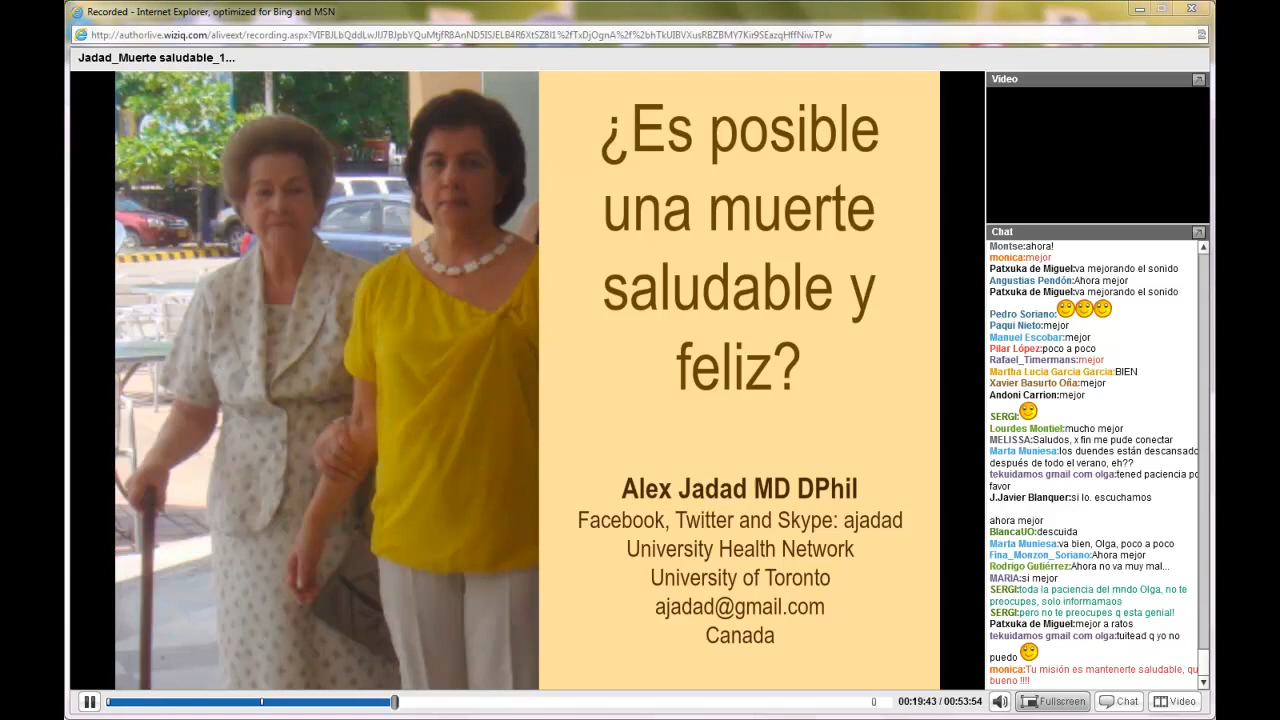 Recorded - Internet Explorer, optimized for Bing and MSN
Jadad_Muerte saludable_1...
¿Es posible
una muerte
saludable y
feliz?
Alex Jadad MD DPhil
Facebook, Twitter and Skype: ajadad
University Health Network
University of Toronto
ajadad@gmail.com
Canada
Video
Chat
Montse:ahora!
monica:mejor
Patxuka de Miguel:va mejorando el sonido
Angustias Pendón:Ahora mejor
Patxuka de Miguel:va mejorando el sonido
Pedro Soriano:
Paqui Nieto:mejor
Manuel Escobar:mejor
Pilar López:poco a poco
Rafael_Timermans:mejor
Martha Lucia Garcia Garcia:BIEN
Xavier Basurto Oña:mejor
Andoni Carrion:mejor
SERGI:
Lourdes Montiel:mucho mejor
MELISSA:Saludos, x fin me pude conectar
Marta Muniesa:los duendes están descansado
después de todo el verano, eh??
tekuidamos gmail com olga:tened paciencia po
favor
J.Javier Blanquer:si lo. escuchamos
ahora mejor
BlancaUO:descuida
Marta Muniesa:va bien, Olga, poco a poco
Fina_Monzon_Soriano:Ahora mejor
Rodrigo Gutiérrez:Ahora no va muy mal...
MARIA:si mejor
SERGI:toda la paciencia del mndo Olga, no te
preocupes, solo informamaos
SERGI:pero no te preocupes q esta genial!
Patxuka de Miguel:mejor a ratos
tekuidamos gmail com olga:tuitead q yo no
puedo
monica:Tu misión es mantenerte saludable, qu
bueno !!!!
00:19:43 / 00:53:54
Fullscreen
Chat
Video